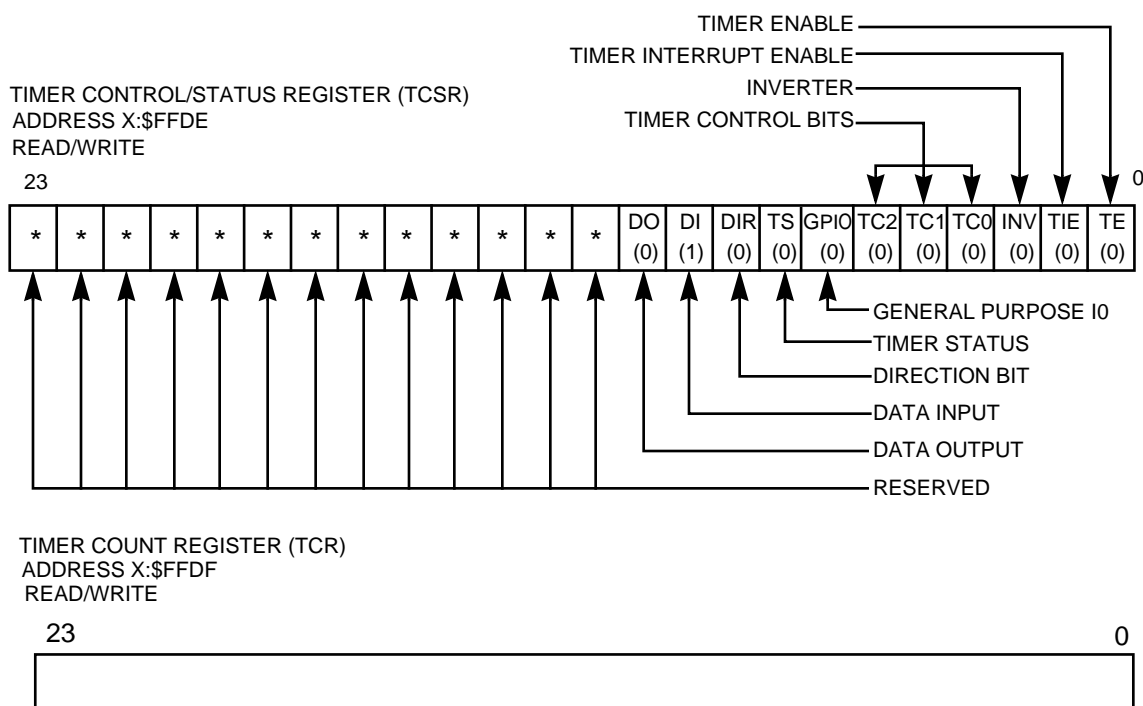 TIMER ENABLE
TIMER INTERRUPT ENABLE
INVERTER
TIMER CONTROL BITS
TIMER CONTROL/STATUS REGISTER (TCSR)
ADDRESS X:$FFDE
READ/WRITE
23 0
* * * * * * * * * * * * * DO DI DIR TS GPIO TC2 TC1 TC0 INV TIE TE
(0) (1) (0) (0) (0) (0) (0) (0) (0) (0) (0)
GENERAL PURPOSE I0
TIMER STATUS
DIRECTION BIT
DATA INPUT
DATA OUTPUT
RESERVED
TIMER COUNT REGISTER (TCR)
ADDRESS X:$FFDF
READ/WRITE
23 0